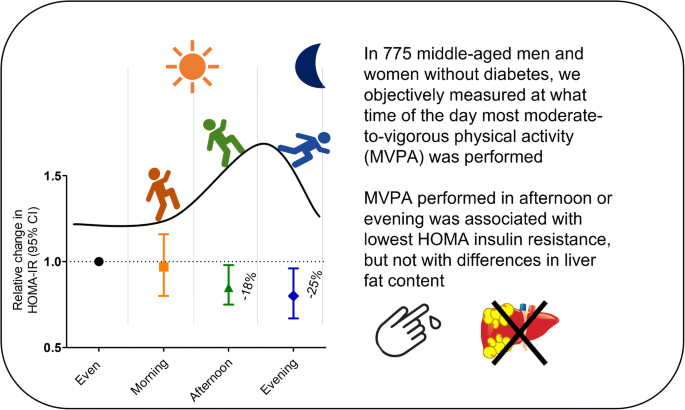 In 775 middle-aged men and
women without diabetes, we
objectively measured at what
time of the day most moderate-
to-vigorous physical activity
(MVPA) was performed
MVPA performed in afternoon or
evening was associated with
lowest HOMA insulin resistance,
but not with differences in liver
fat content
Relative change in
HOMA-IR (95% CI)
1.5
1.0
0.5
-18%
-25%
Even
Morning
Afternoon
Evening